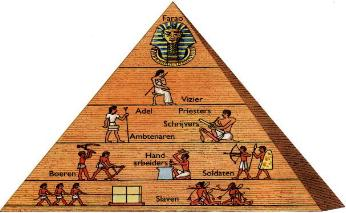 Farao
Vizier
Adel
Priesters
Schrijvers
Ambtenaren
Hand-
arbeiders
Boeren
Soldaten
Slaven